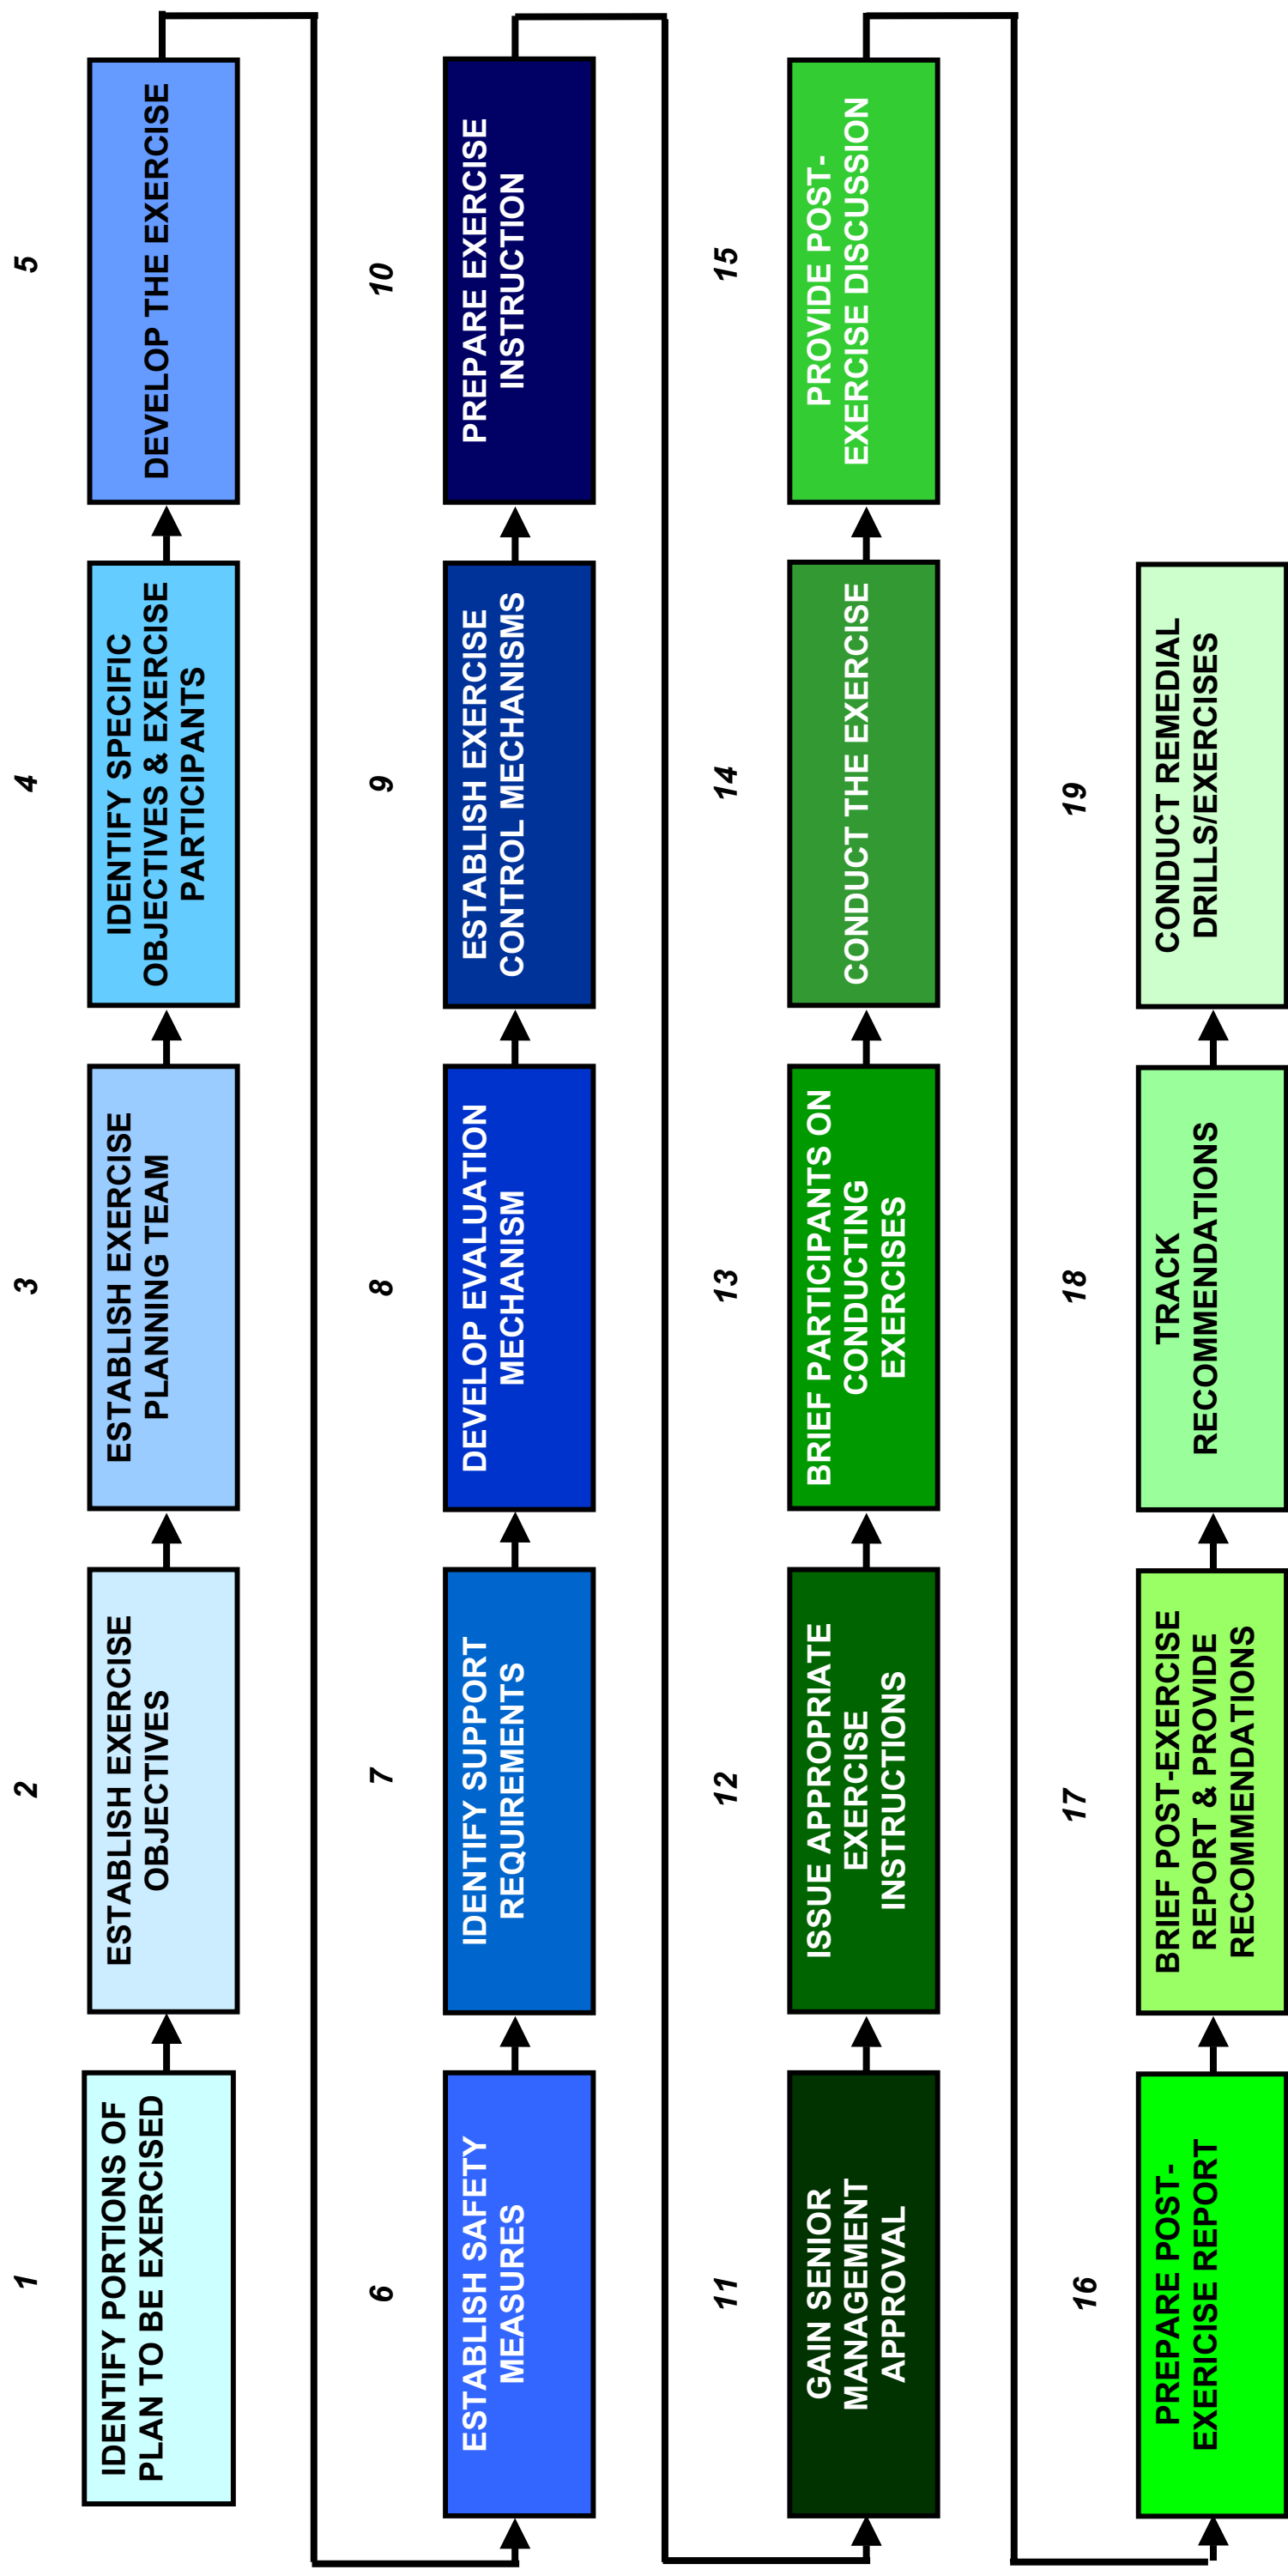 1
IDENTIFY PORTIONS OF
PLAN TO BE EXERCISED
2
ESTABLISH EXERCISE
OBJECTIVES
3
ESTABLISH EXERCISE
PLANNING TEAM
4
IDENTIFY SPECIFIC
OBJECTIVES & EXERCISE
PARTICIPANTS
5
DEVELOP THE EXERCISE
6
ESTABLISH SAFETY
MEASURES
7
IDENTIFY SUPPORT
REQUIREMENTS
8
DEVELOP EVALUATION
MECHANISM
9
ESTABLISH EXERCISE
CONTROL MECHANISMS
10
PREPARE EXERCISE
INSTRUCTION
11
GAIN SENIOR
MANAGEMENT
APPROVAL
12
ISSUE APPROPRIATE
EXERCISE
INSTRUCTIONS
13
BRIEF PARTICIPANTS ON
CONDUCTING
EXERCISES
14
CONDUCT THE EXERCISE
15
PROVIDE POST-
EXERCISE DISCUSSION
16
PREPARE POST-
EXERICISE REPORT
17
BRIEF POST-EXERCISE
REPORT & PROVIDE
RECOMMENDATIONS
18
TRACK
RECOMMENDATIONS
19
CONDUCT REMEDIAL
DRILLS/EXERCISES